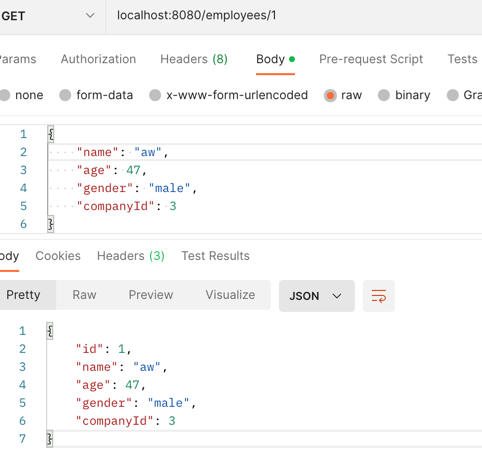 GET localhost:8080/employees/1
Params Authorization Headers (8) Body Pre-request Script Tests
none form-data x-www-form-urlencoded raw binary Gra
1 {
2 "name": "aw",
3 "age": 47,
4 "gender": "male",
5 "companyId": 3
6 }
ody Cookies Headers (3) Test Results
Pretty Raw Preview Visualize JSON
1 {
2 "id": 1,
3 "name": "aw",
4 "age": 47,
5 "gender": "male",
6 "companyId": 3
7 }